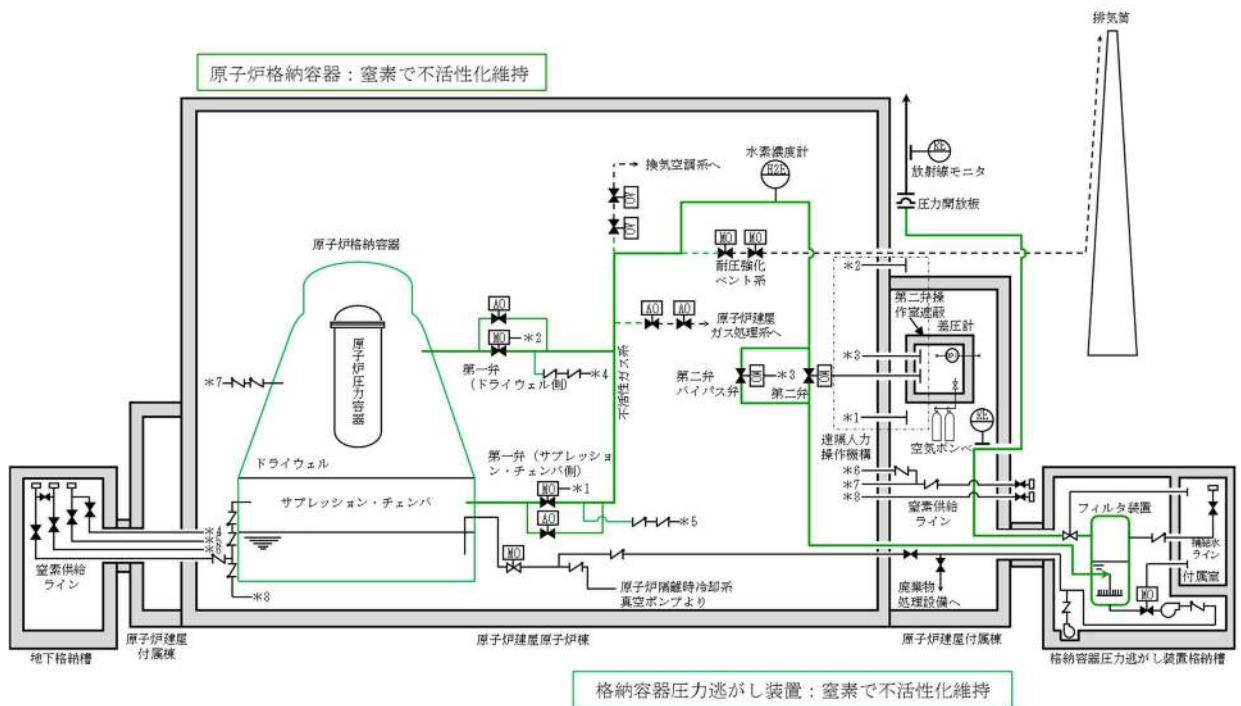 排気筒
原子炉格納容器：窒素で不活性化維持
水素濃度計
H2E
換気空調系へ
AO
AO
RE
放射線モニタ
圧力開放板
原子炉格納容器
MO
MO
耐圧強化
ベント系
*2
第二弁操
作室遮蔽
差圧計
AO
AO
AO
原子炉建屋
ガス処理系へ
MO
*2
第一弁
（ドライウェル側）
*4
不活性ガス系
原子炉圧力容器
*7
*3
第二弁
バイパス弁
MO
*3
第二弁
MO
*1
RE
遠隔人力
操作機構
空気ボンベ
第一弁（サプレッショ
ン・チェンバ側）
ドライウェル
サプレッション・チェンバ
MO
*1
AO
*5
*6
*7
*8
窒素供給
ライン
フィルタ装置
補給水
ライン
付属室
MO
*4
*5
*6
窒素供給
ライン
*8
MO
原子炉隔離時冷却系
真空ポンプより
廃棄物
処理設備へ
地下格納槽
原子炉建屋
付属棟
原子炉建屋原子炉棟
原子炉建屋付属棟
格納容器圧力逃がし装置格納槽
格納容器圧力逃がし装置：窒素で不活性化維持